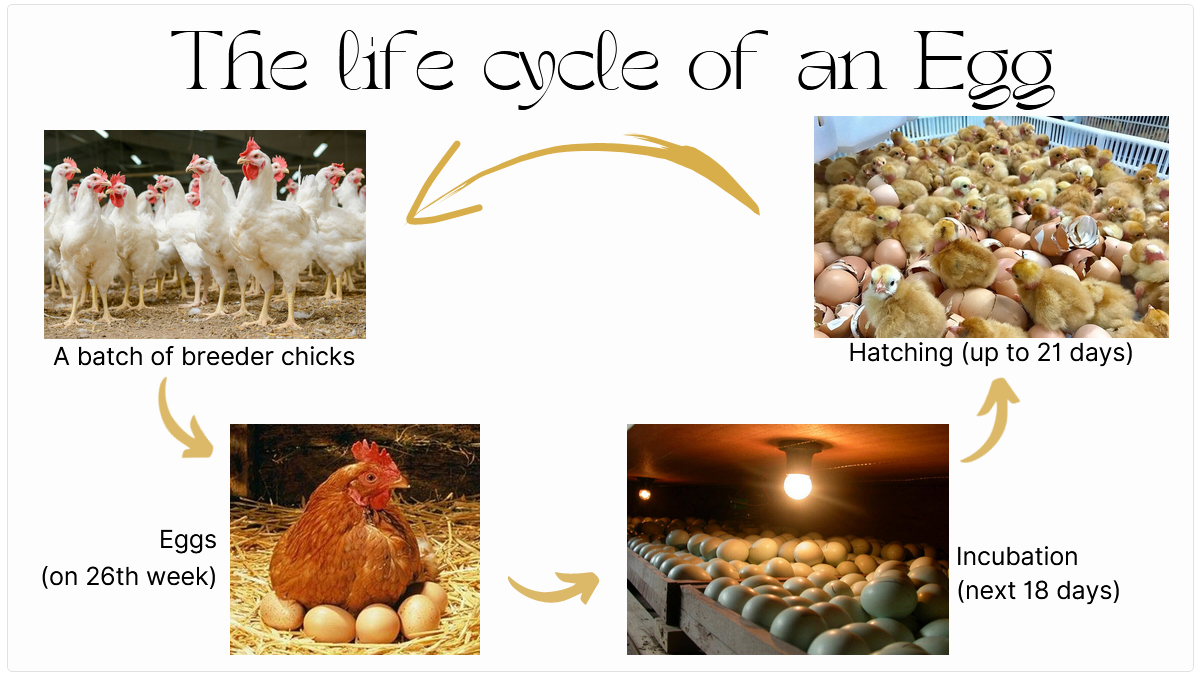 The life cycle of an Egg
A batch of breeder chicks
Hatching (up to 21 days)
Eggs
(on 26th week)
Incubation
(next 18 days)